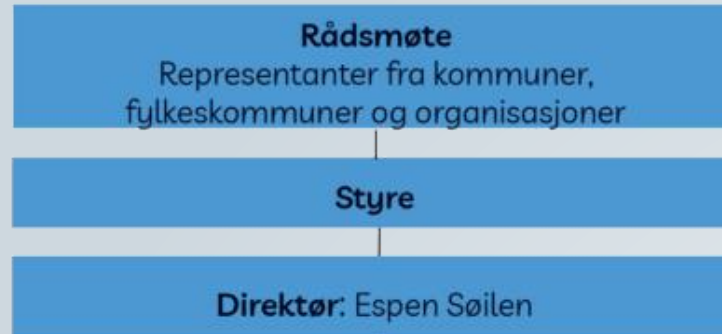 Rådsmøte
Representanter fra kommuner,
fylkeskommuner og organisasjoner
Styre
Direktør: Espen Søilen